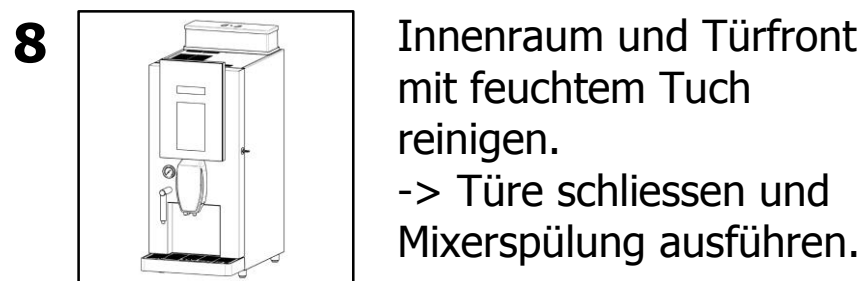 8
Innenraum und Türfront
mit feuchtem Tuch
reinigen.
-> Türe schliessen und
Mixerspülung ausführen.